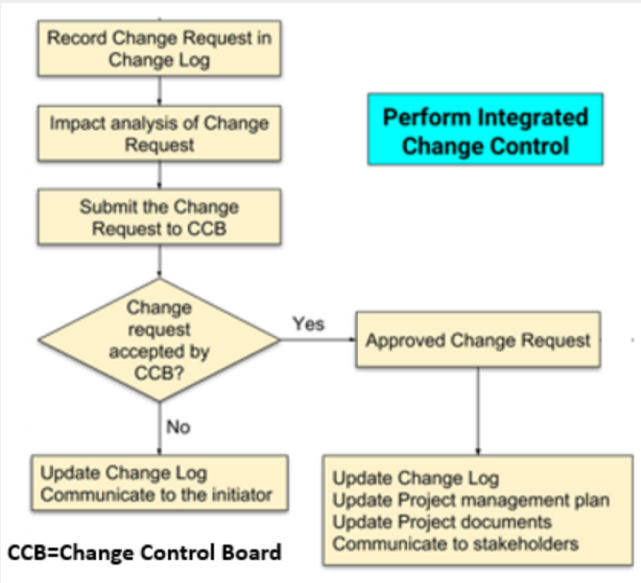 Record Change Request in
Change Log
Perform Integrated
Change Control
Impact analysis of Change
Request
Submit the Change
Request to CCB
Change
request
accepted by
CCB?
Yes
Approved Change Request
No
Update Change Log
Communicate to the initiator
Update Change Log
Update Project management plan
Update Project documents
Communicate to stakeholders
CCB=Change Control Board